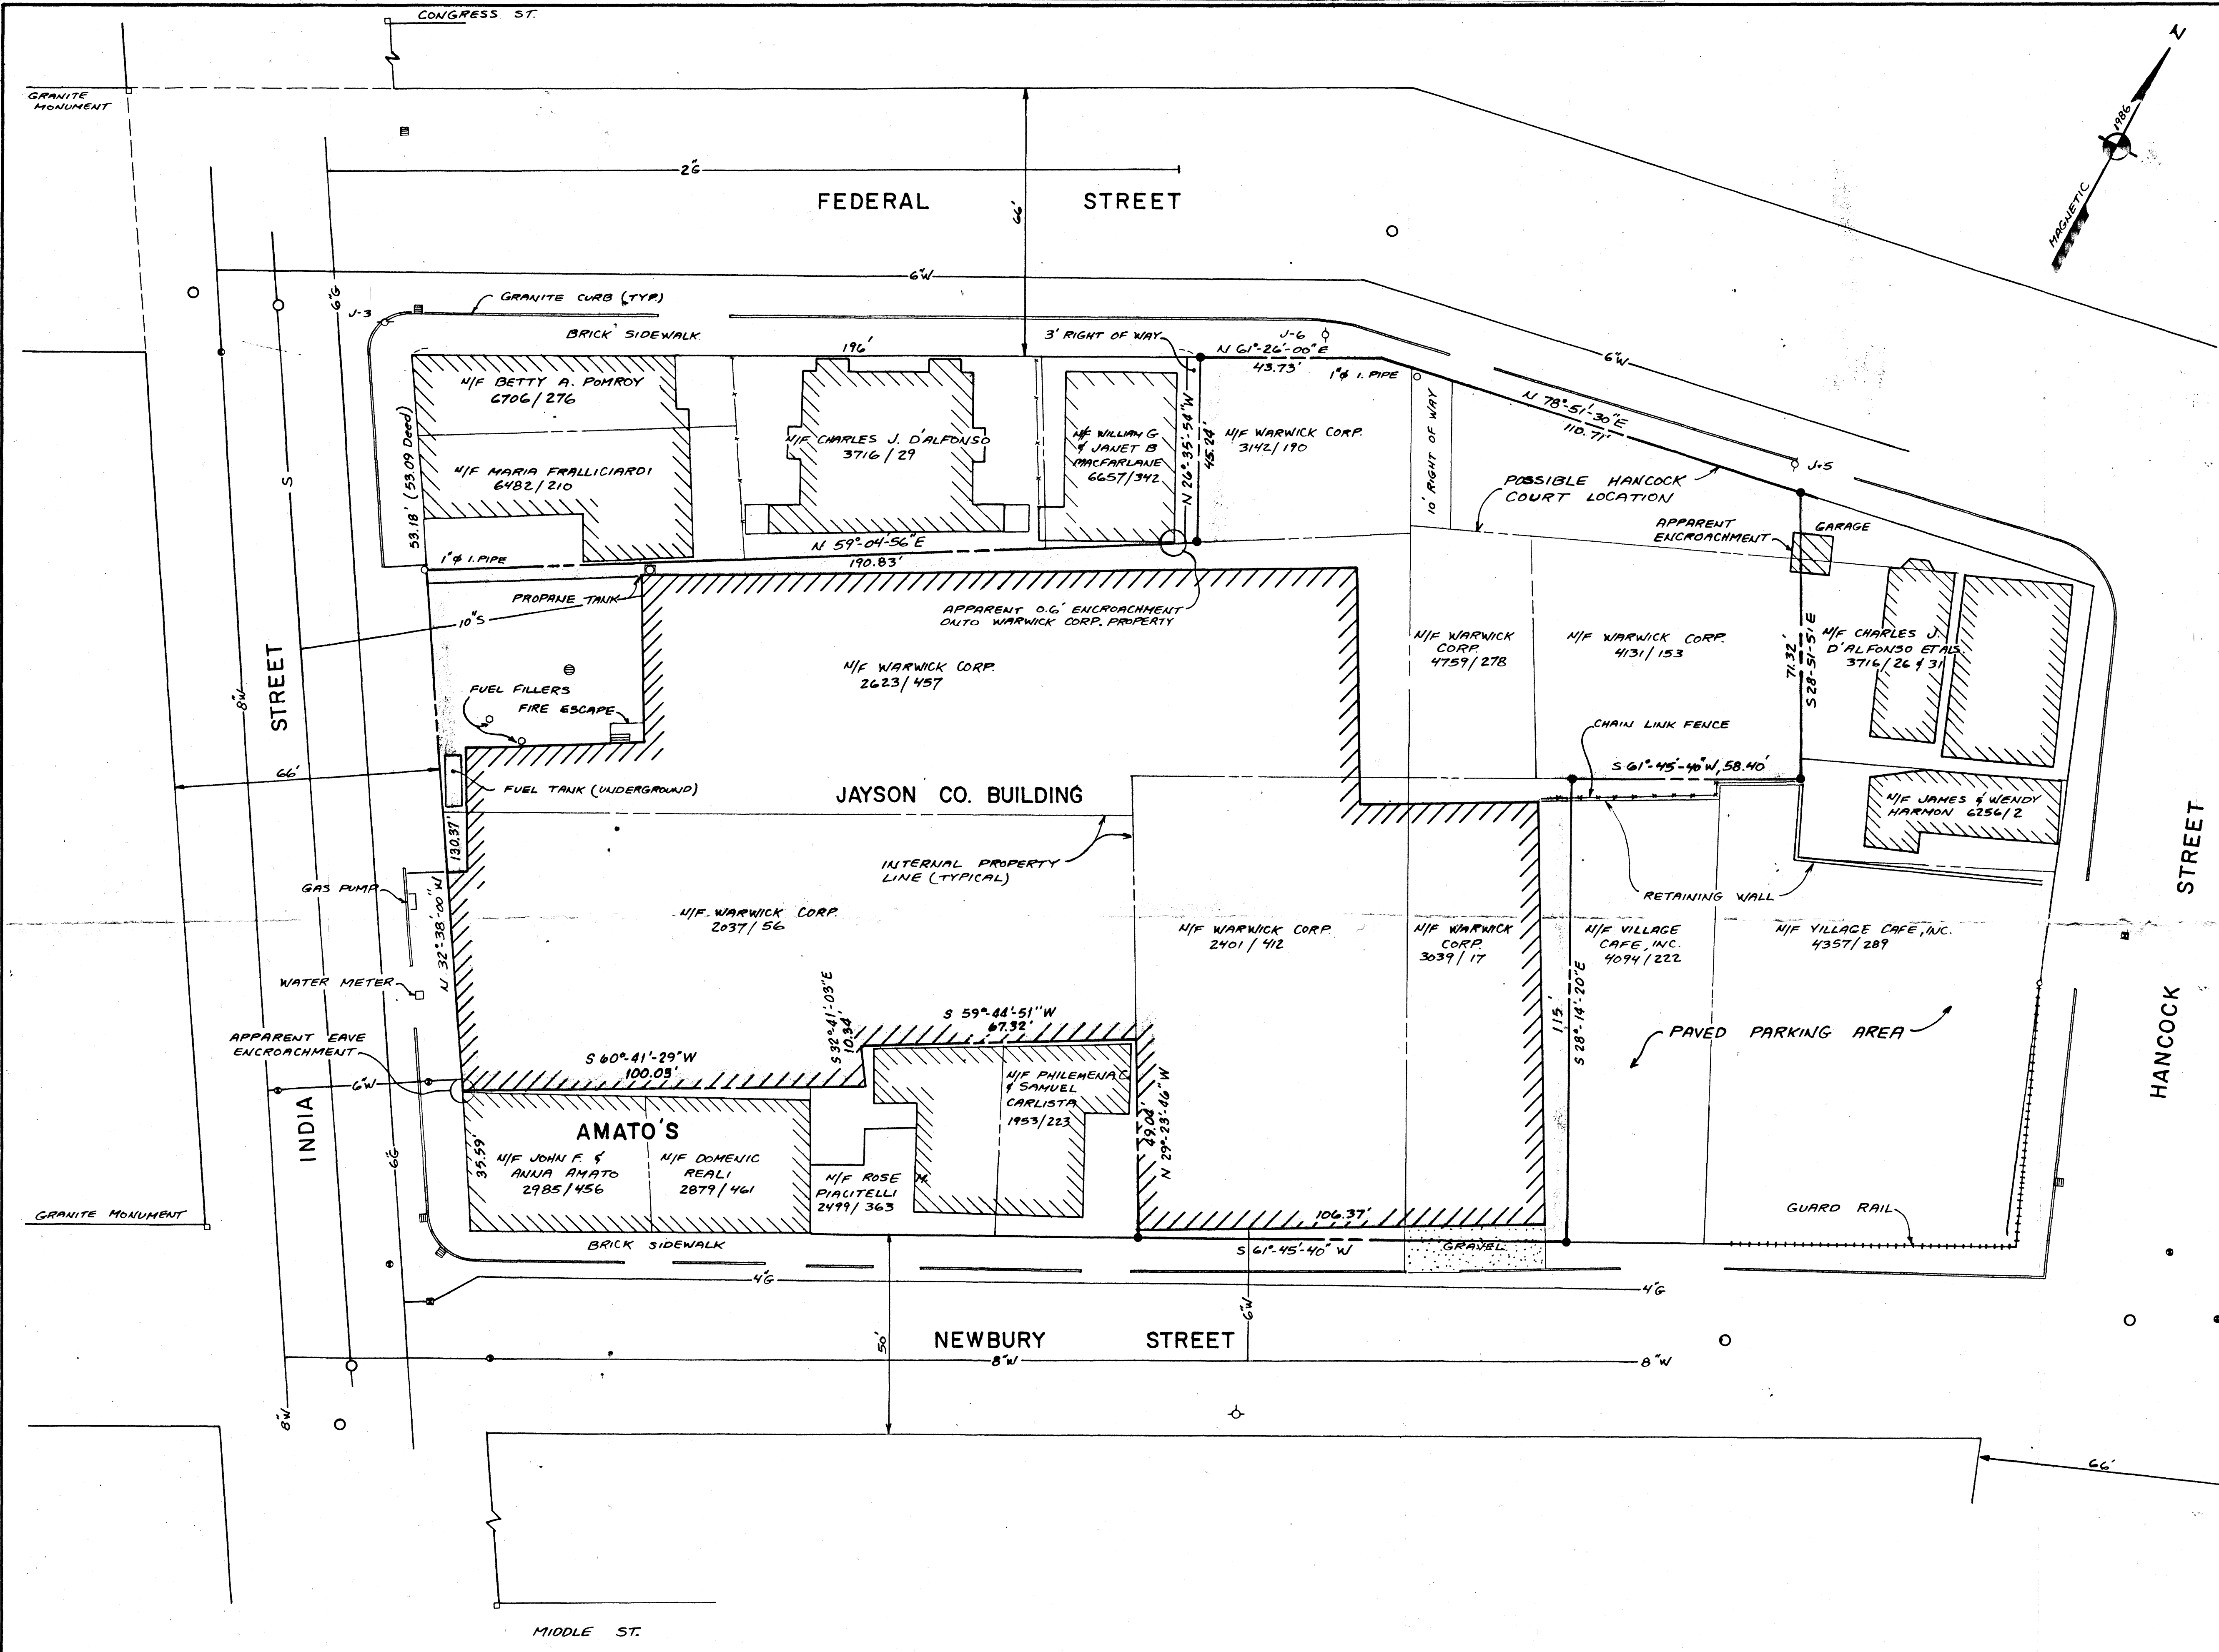 CONGRESS ST.
GRANITE
MONUMENT
N
1986
MAGNETIC
2"G
FEDERAL STREET
66'
6"W
6"G
J-3
GRANITE CURB (TYP.)
BRICK SIDEWALK
196'
3' RIGHT OF WAY
J-6
N 61°-26'-00"E
43.73'
1"φ I. PIPE
6"W
N 78°-51'-30"E
110.71'
J-5
N/F BETTY A. POMROY
6706/276
N/F MARIA FRALLICIARDI
6482/210
53.18' (53.09 Deed)
N/F CHARLES J. D'ALFONSO
3716/29
N/F WILLIAM G
& JANET B
MACFARLANE
6657/342
N 26°-35'-54"W
45.24'
N/F WARWICK CORP.
3142/190
10' RIGHT OF WAY
POSSIBLE HANCOCK
COURT LOCATION
APPARENT
ENCROACHMENT
GARAGE
S
1"φ I. PIPE
N 59°-04'-56"E
190.83'
PROPANE TANK
10"S
APPARENT 0.6' ENCROACHMENT
ONTO WARWICK CORP. PROPERTY
N/F WARWICK CORP.
2623/457
N/F WARWICK
CORP.
4759/278
N/F WARWICK CORP.
4131/153
71.32'
S 28-51-51 E
N/F CHARLES J.
D'ALFONSO ET ALS.
3716/26 & 31
FUEL FILLERS
FIRE ESCAPE
8"W
STREET
66'
FUEL TANK (UNDERGROUND)
JAYSON CO. BUILDING
CHAIN LINK FENCE
S 61°-45'-40"W, 58.40'
N/F JAMES & WENDY
HARMON 6256/2
130.37'
N 32°-38'-00"W
INTERNAL PROPERTY
LINE (TYPICAL)
GAS PUMP
RETAINING WALL
STREET
N/F WARWICK CORP.
2037/56
N/F WARWICK CORP.
2401/412
N/F WARWICK
CORP.
3039/17
N/F VILLAGE
CAFE, INC.
4094/222
N/F VILLAGE CAFE, INC.
4357/289
WATER METER
S 32°-41'-03"E
10.34'
S 59°-44'-51"W
67.32'
115.'
S 28°-14'-20"E
PAVED PARKING AREA
HANCOCK
APPARENT EAVE
ENCROACHMENT
S 60°-41'-29"W
100.03'
6"W
INDIA
6"G
35.59'
AMATO'S
N/F JOHN F. &
ANNA AMATO
2985/456
N/F DOMENIC
REALI
2879/461
N/F ROSE M.
PIACITELLI
2499/363
N/F PHILEMENA C.
& SAMUEL
CARLISTA
1953/223
49.04'
N 29°-23'-46"W
GRANITE MONUMENT
BRICK SIDEWALK
106.37'
S 61°-45'-40" W
GRAVEL
GUARD RAIL
4"G
4"G
6"W
50'
NEWBURY STREET
8"W
8"W
8"W
66'
MIDDLE ST.